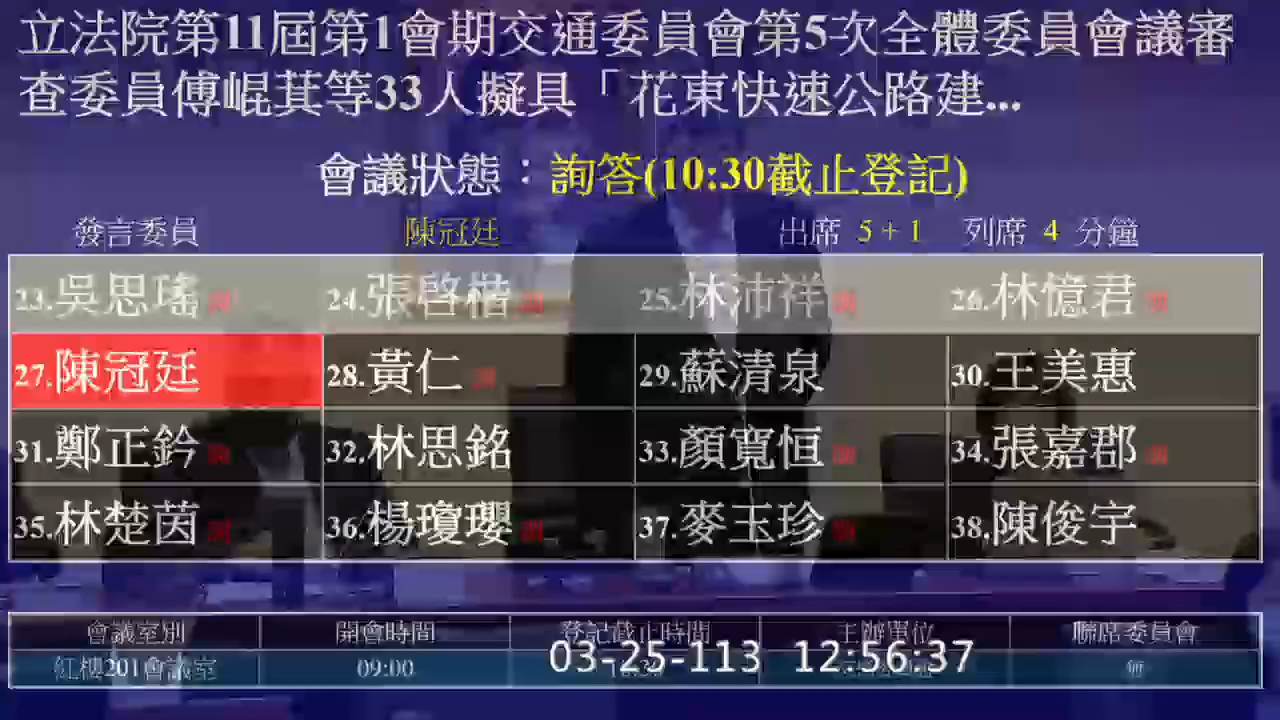 立法院第11屆第1會期交通委員會第5次全體委員會議審
查委員傅崐萁等33人擬具「花東快速公路建...
會議狀態：詢答(10:30截止登記)
發言委員 陳冠廷 出席 5 + 1 列席 4 分鐘
23.吳思瑤 24.張啓楷 25.林沛祥 26.林憶君
27.陳冠廷 28.黃仁 29.蘇清泉 30.王美惠
31.鄭正鈐 32.林思銘 33.顏寬恒 34.張嘉郡
35.林楚茵 36.楊瓊瓔 37.麥玉珍 38.陳俊宇
會議室別 開會時間 登記截止時間 主辦單位 聯席委員會
紅樓201會議室 09:00 無
03-25-113 12:56:37